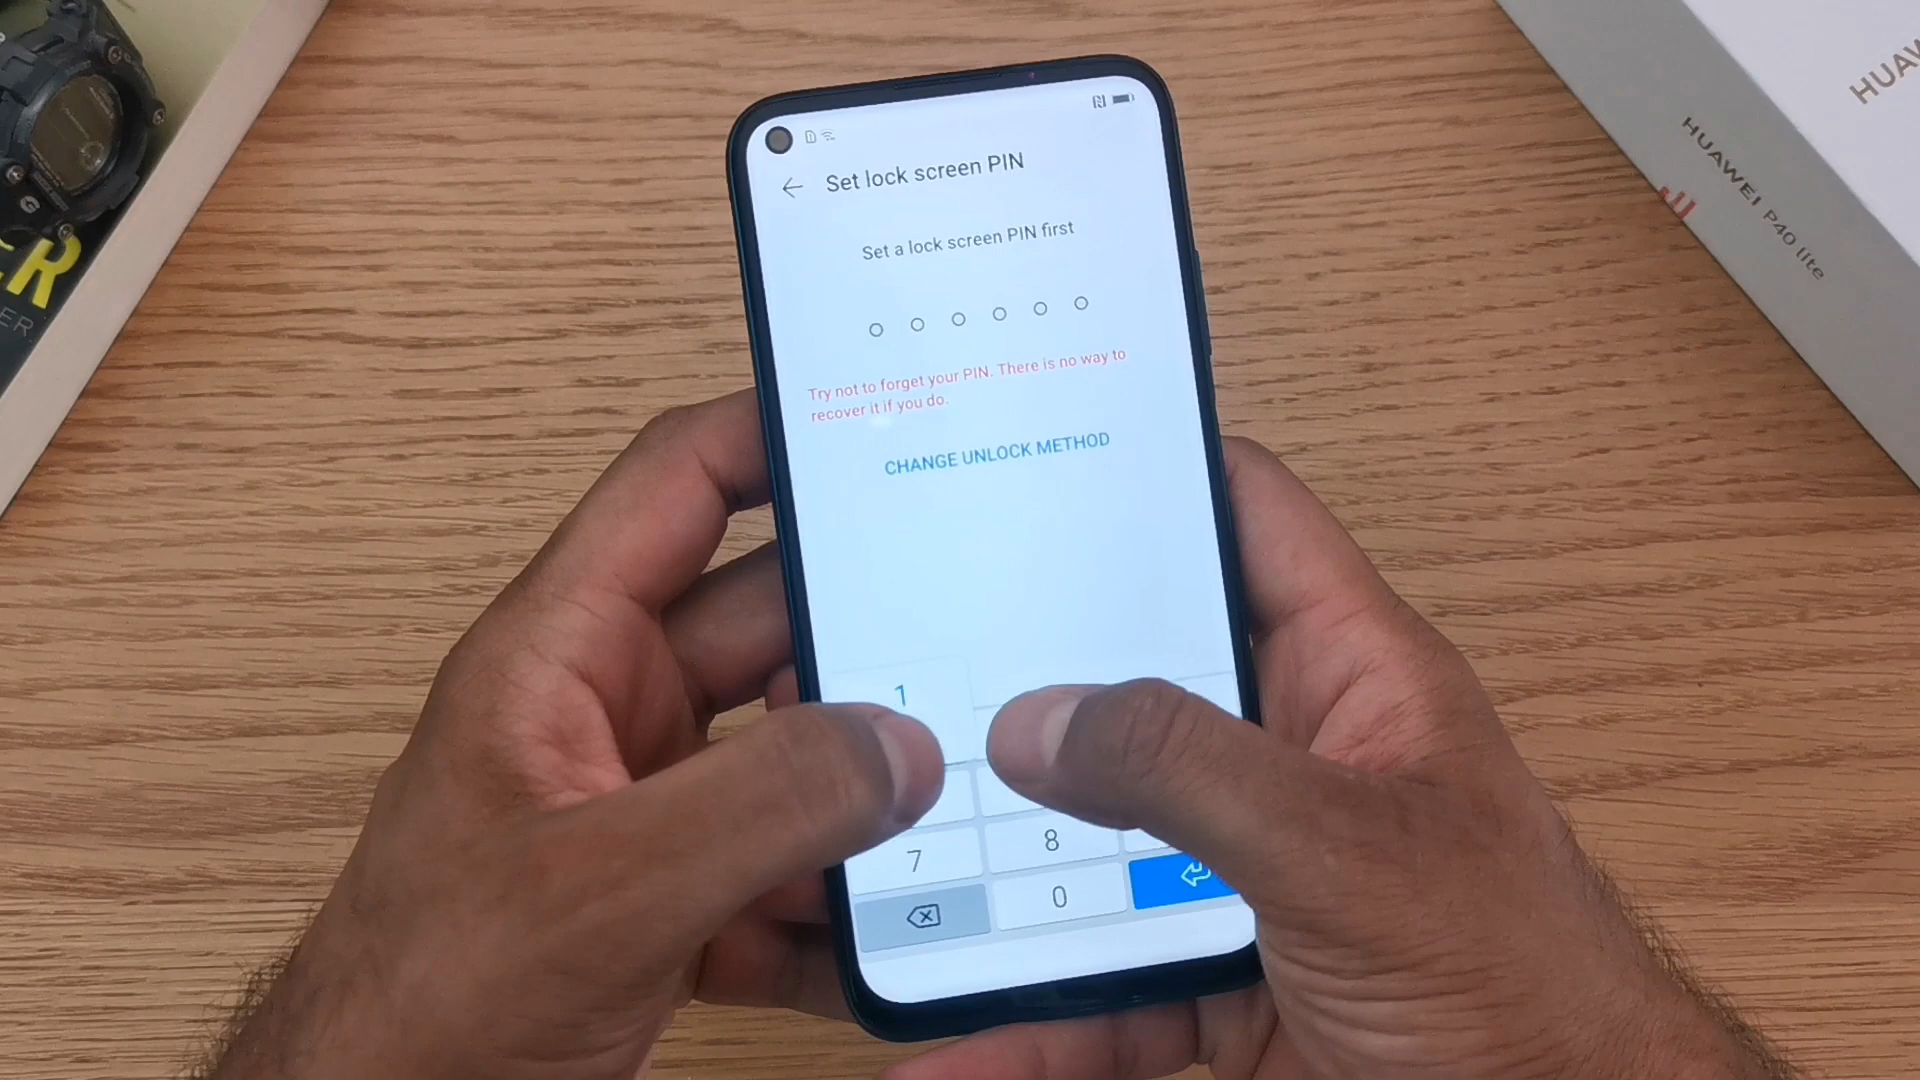 Set lock screen PIN
Set a lock screen PIN first
Try not to forget your PIN. There is no way to
recover it if you do.
CHANGE UNLOCK METHOD
1
7
8
0
HUAWEI P40 lite
G